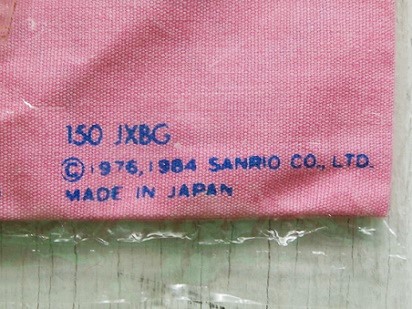 150 JXBG
©1976, 1984 SANRIO CO., LTD.
MADE IN JAPAN